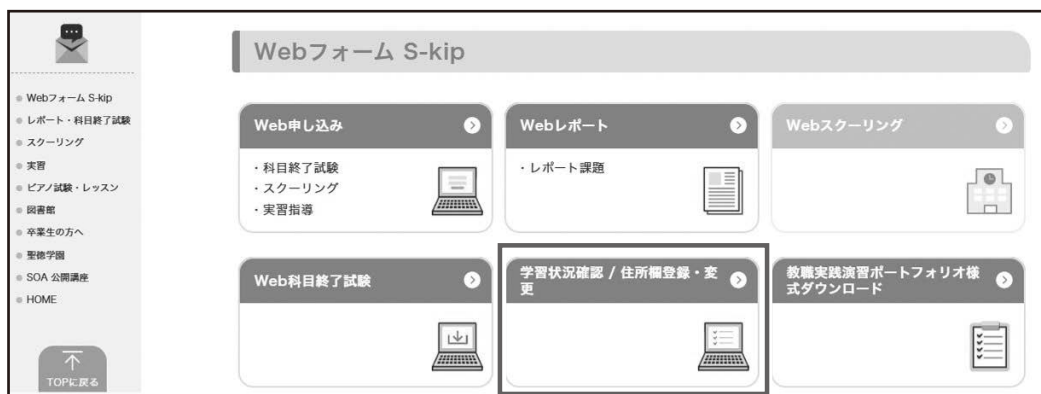 Webフォーム S-kip
レポート・科目終了試験
スクーリング
実習
ピアノ試験・レッスン
図書館
卒業生の方へ
聖徳学園
SOA 公開講座
HOME
TOPに戻る
Webフォーム S-kip
Web申し込み
・科目終了試験
・スクーリング
・実習指導
Webレポート
・レポート課題
Webスクーリング
Web科目終了試験
学習状況確認 / 住所欄登録・変
更
教職実践演習ポートフォリオ様
式ダウンロード